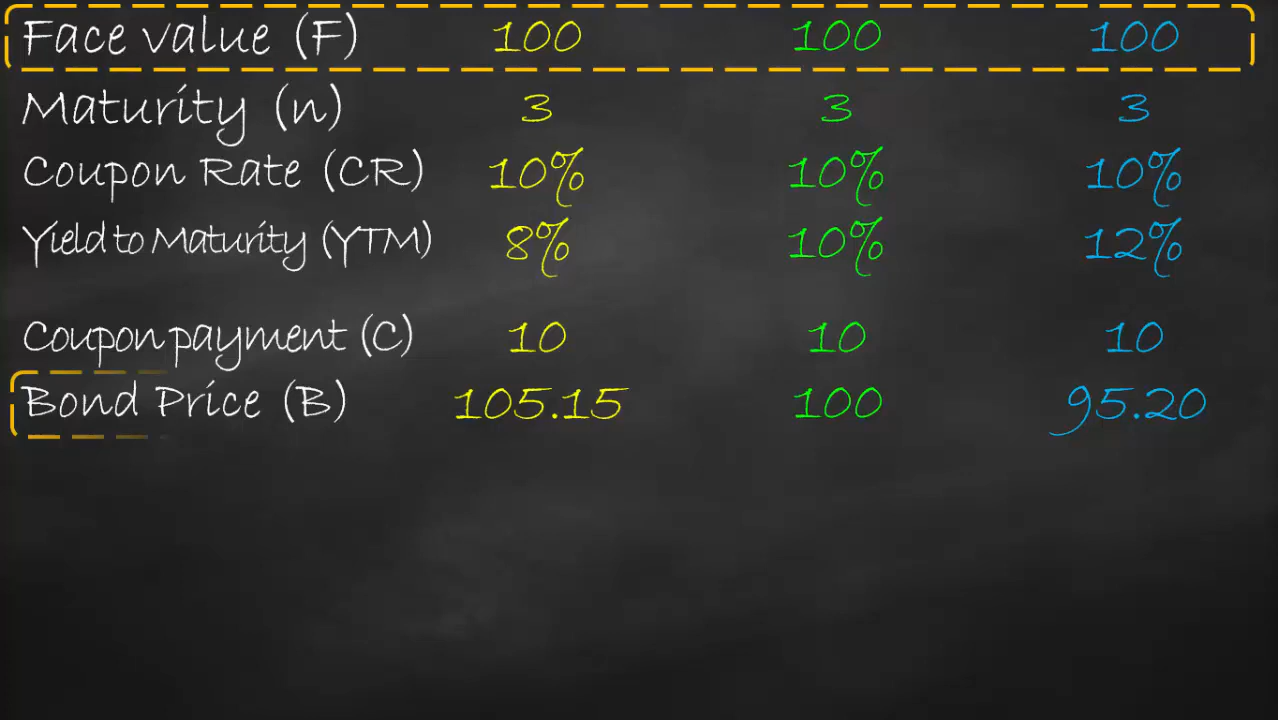 Face value (F) 100 100 100
Maturity (n) 3 3 3
Coupon Rate (CR) 10% 10% 10%
Yield to Maturity (YTM) 8% 10% 12%
Coupon payment (C) 10 10 10
Bond Price (B) 105.15 100 95.20